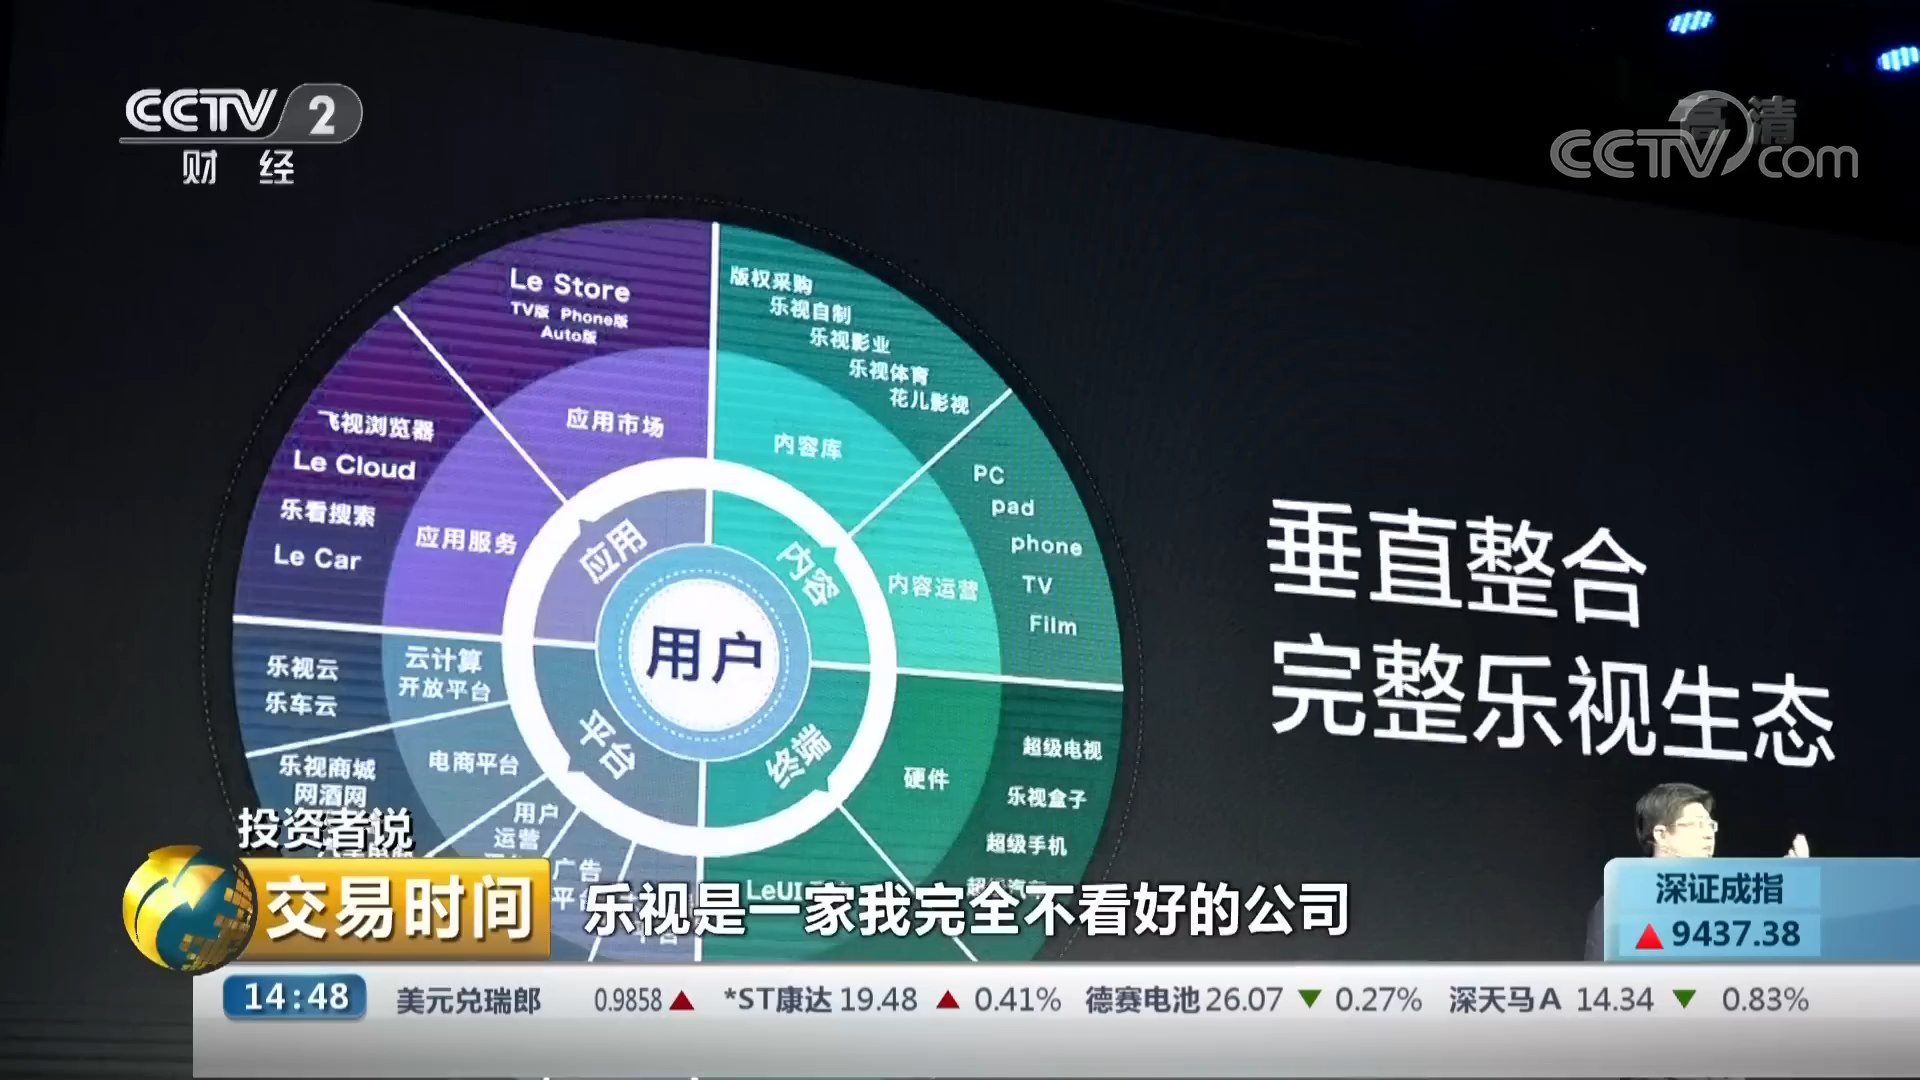 CCTV 2
财 经
高清
CCTV com
Le Store
TV版 Phone版
Auto版
应用市场
飞视浏览器
Le Cloud
乐看搜索
Le Car
应用服务
应用
版权采购
乐视自制
乐视影业
乐视体育
花儿影视
内容库
内容
PC
pad
phone
TV
Film
内容运营
用户
垂直整合
完整乐视生态
乐视云
乐车云
云计算
开放平台
乐视商城
网酒网
电商平台
用户
运营
广告
平台
平台
终端
硬件
超级电视
乐视盒子
超级手机
LeUI
投资者说
交易时间
乐视是一家我完全不看好的公司
深证成指
▲ 9437.38
14:48 美元兑瑞郎 0.9858 ▲ *ST康达 19.48 ▲ 0.41% 德赛电池 26.07 ▼ 0.27% 深天马A 14.34 ▼ 0.83%